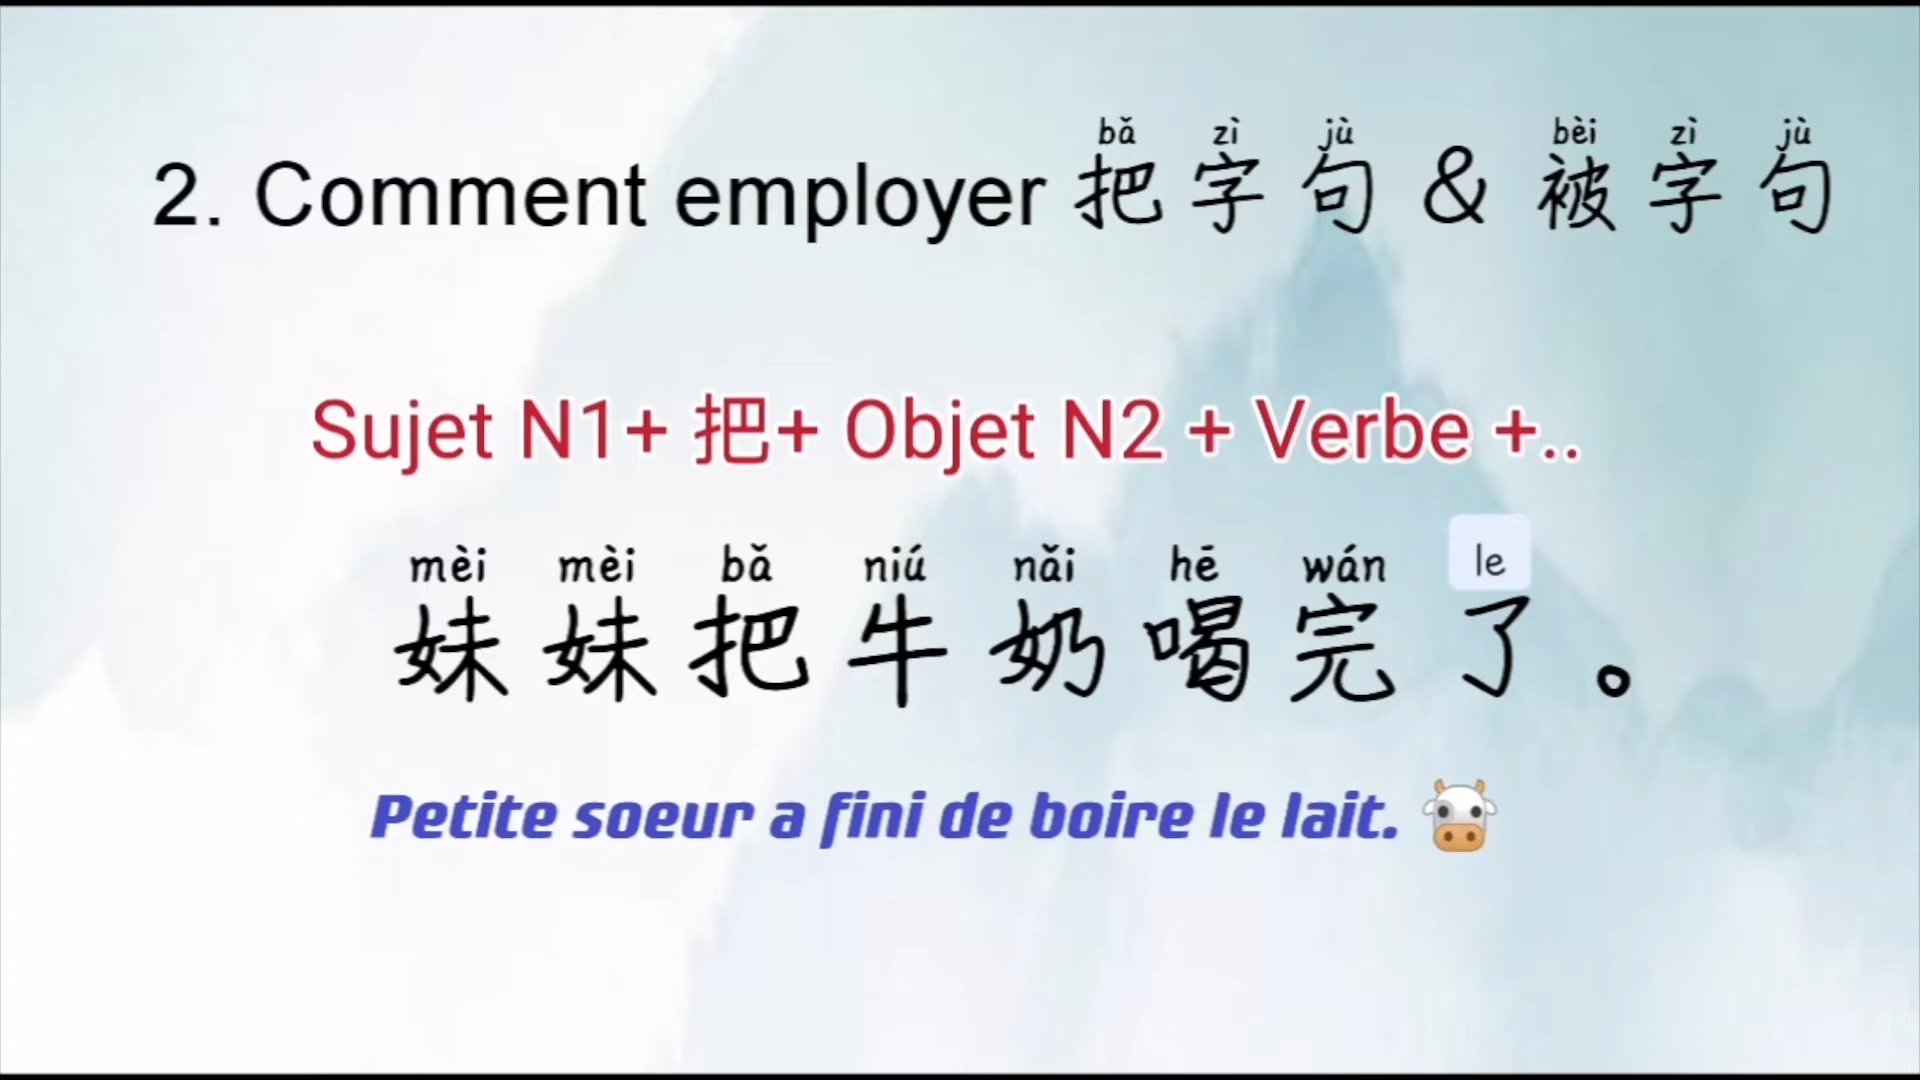 bǎ zì jù bèi zì jù
2. Comment employer 把字句 & 被字句
Sujet N1+ 把+ Objet N2 + Verbe +..
mèi mèi bǎ niú nǎi hē wán le
妹妹把牛奶喝完了。
Petite soeur a fini de boire le lait.